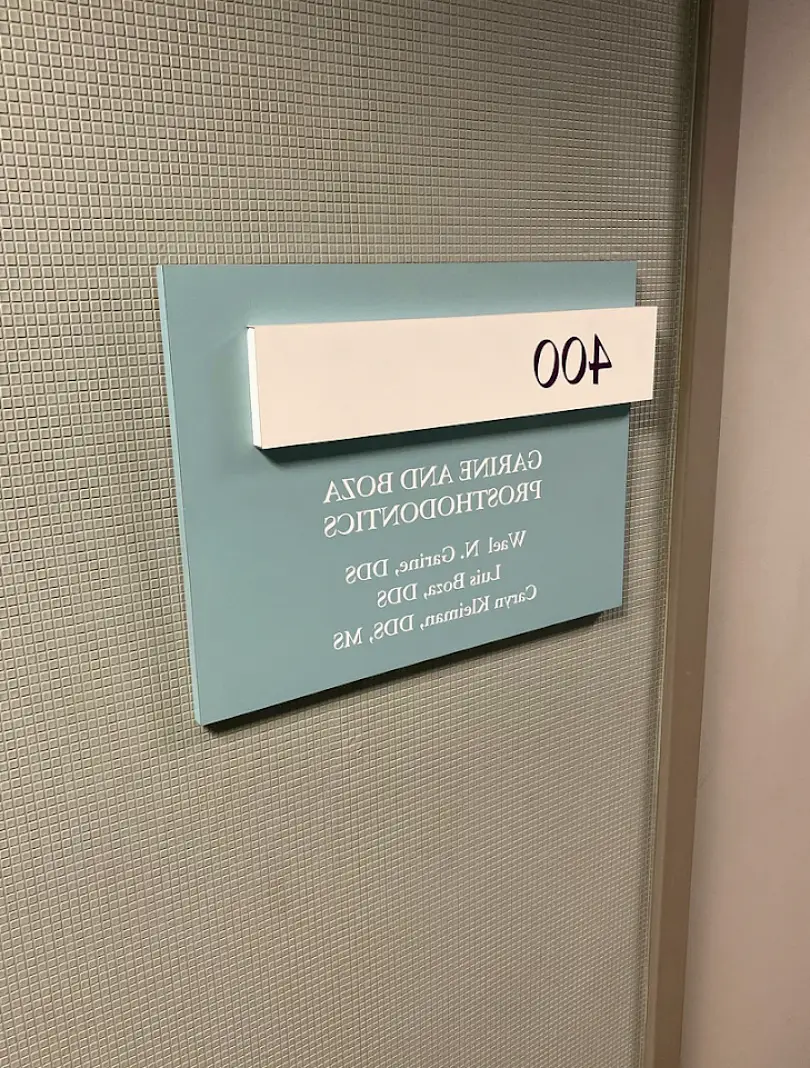 400
GARINE AND BOZA
PROSTHODONTICS
Wael N. Garine, DDS
Luis Boza, DDS
Caryn Kleiman, DDS, MS